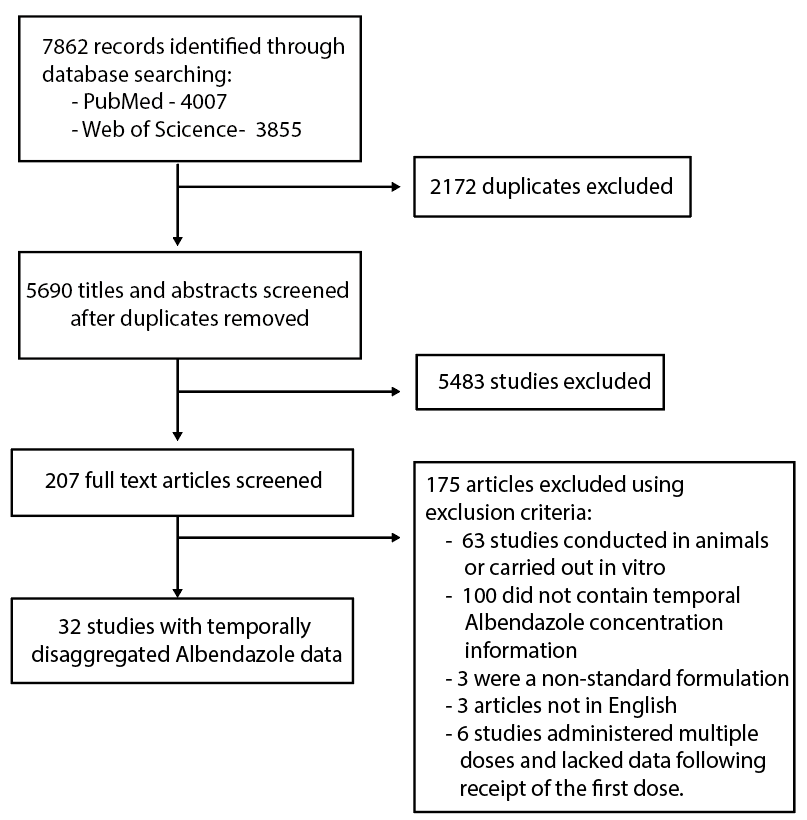 7862 records identified through
database searching:
- PubMed - 4007
- Web of Scicence- 3855
2172 duplicates excluded
5690 titles and abstracts screened
after duplicates removed
5483 studies excluded
207 full text articles screened
175 articles excluded using
exclusion criteria:
- 63 studies conducted in animals
or carried out in vitro
- 100 did not contain temporal
Albendazole concentration
information
- 3 were a non-standard formulation
- 3 articles not in English
- 6 studies administered multiple
doses and lacked data following
receipt of the first dose.
32 studies with temporally
disaggregated Albendazole data